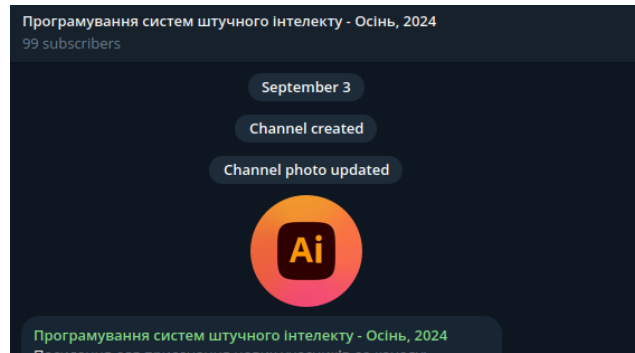 Програмування систем штучного інтелекту - Осінь, 2024
99 subscribers
September 3
Channel created
Channel photo updated
Ai
Програмування систем штучного інтелекту - Осінь, 2024